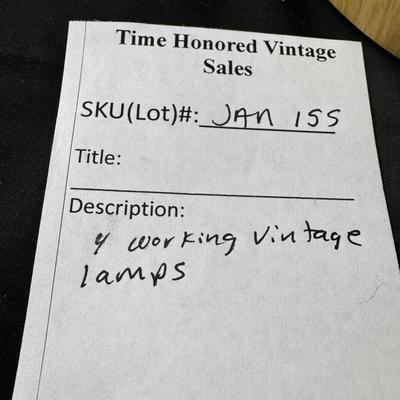 Time Honored Vintage
Sales
SKU(Lot)#: JAN 155
Title:
Description:
4 working vintage
lamps